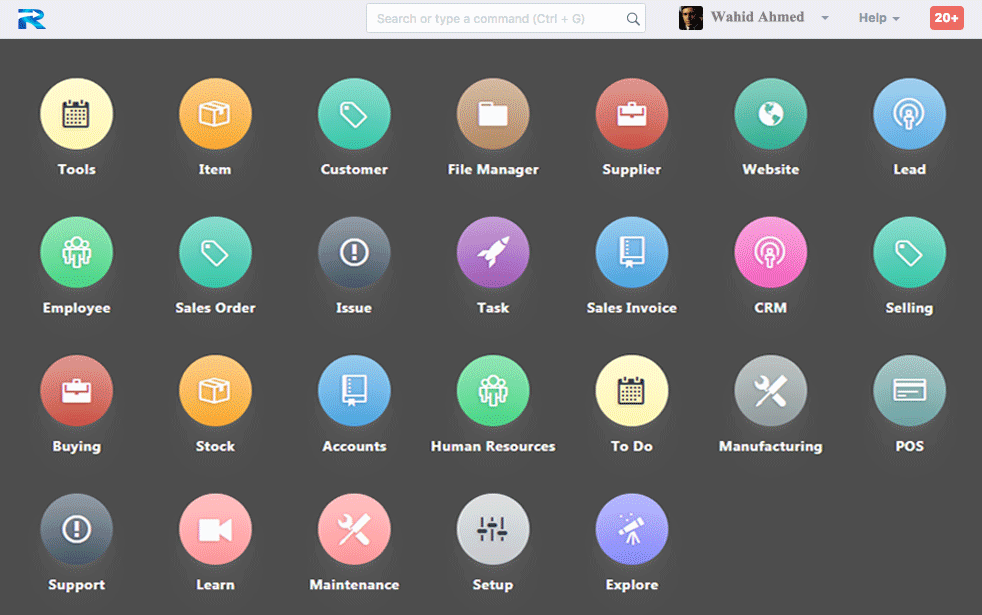 R
Search or type a command (Ctrl + G)
Wahid Ahmed
Help
20+
Tools
Item
Customer
File Manager
Supplier
Website
Lead
Employee
Sales Order
Issue
Task
Sales Invoice
CRM
Selling
Buying
Stock
Accounts
Human Resources
To Do
Manufacturing
POS
Support
Learn
Maintenance
Setup
Explore